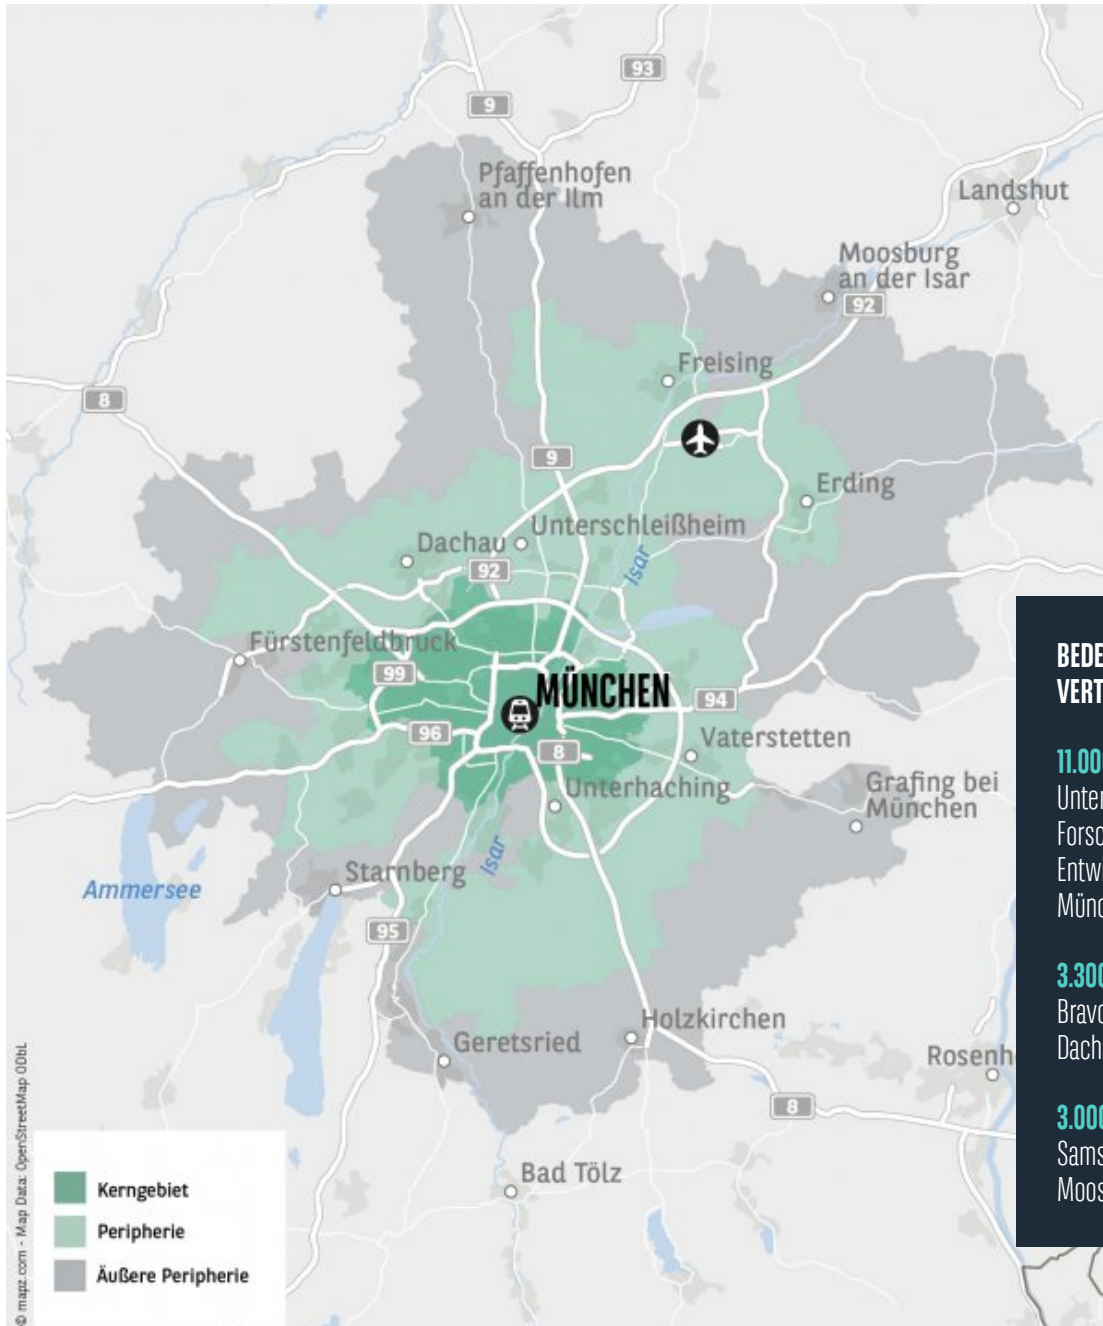 93
9
Pfaffenhofen
an der Ilm
Landshut
Moosburg
an der Isar
92
Freising
8
9
Erding
Unterschleißheim
Dachau
92
Isar
Fürstenfeldbruck
99
MÜNCHEN
94
96
8
Vaterstetten
Unterhaching
Grafing bei
München
Isar
Starnberg
Ammersee
95
Holzkirchen
Geretsried
Rosenh
8
Bad Tölz
Kerngebiet
Peripherie
Äußere Peripherie
© mapz.com - Map Data: OpenStreetMap ODbL
BEDE
VERT
11.00
Unter
Forsc
Entw
Münc
3.300
Bravo
Dach
3.000
Sams
Moos